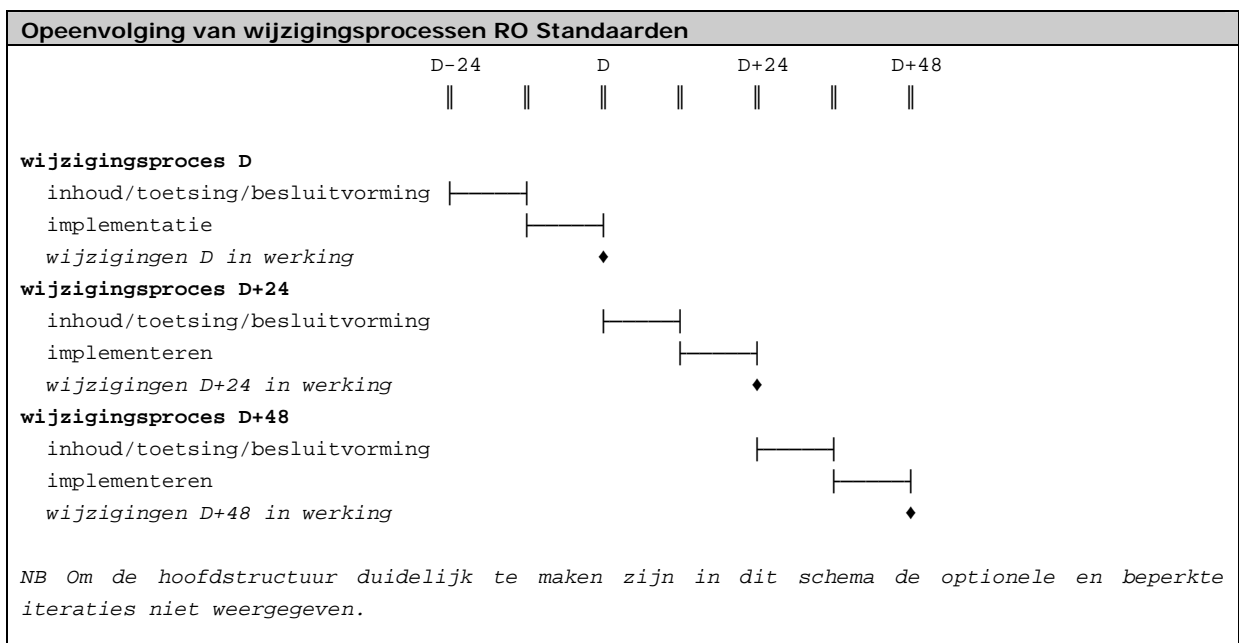 Opeenvolging van wijzigingsprocessen RO Standaarden
D-24 D D+24 D+48
wijzigingsproces D
inhoud/toetsing/besluitvorming
implementatie
wijzigingen D in werking
wijzigingsproces D+24
inhoud/toetsing/besluitvorming
implementeren
wijzigingen D+24 in werking
wijzigingsproces D+48
inhoud/toetsing/besluitvorming
implementeren
wijzigingen D+48 in werking
NB Om de hoofdstructuur duidelijk te maken zijn in dit schema de optionele en beperkte
iteraties niet weergegeven.